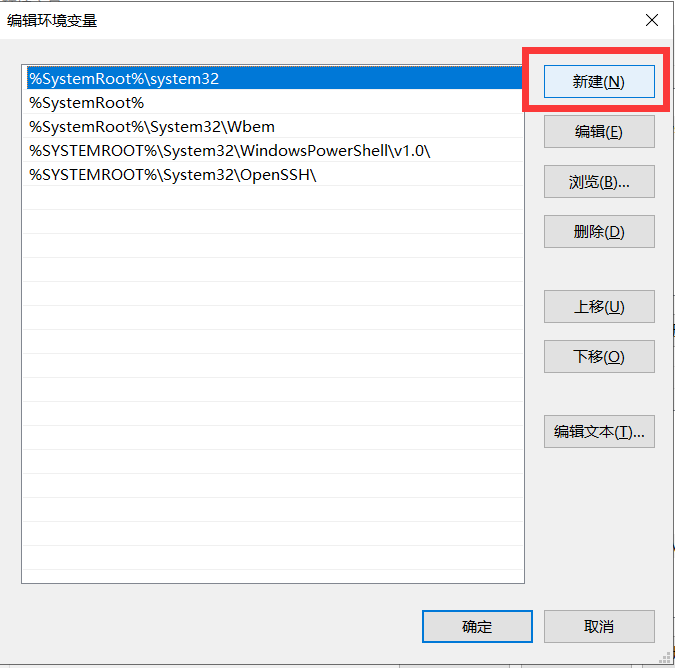 编辑环境变量
%SystemRoot%\system32
%SystemRoot%
%SystemRoot%\System32\Wbem
%SYSTEMROOT%\System32\WindowsPowerShell\v1.0\
%SYSTEMROOT%\System32\OpenSSH\
新建(N)
编辑(E)
浏览(B)...
删除(D)
上移(U)
下移(O)
编辑文本(T)...
确定
取消